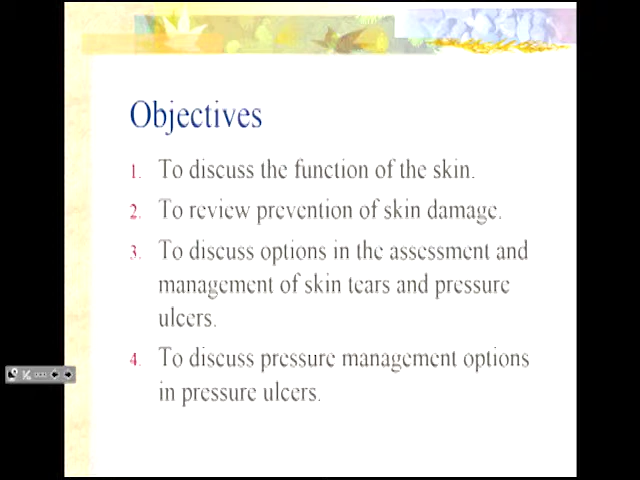 Objectives
1. To discuss the function of the skin.
2. To review prevention of skin damage.
3. To discuss options in the assessment and
management of skin tears and pressure
ulcers.
4. To discuss pressure management options
in pressure ulcers.